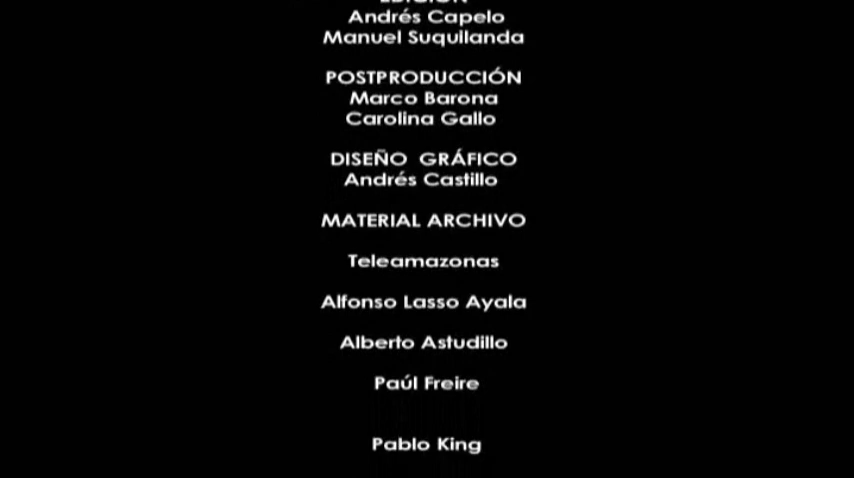 EDICIÓN
Andrés Capelo
Manuel Suquilanda
POSTPRODUCCIÓN
Marco Barona
Carolina Gallo
DISEÑO GRÁFICO
Andrés Castillo
MATERIAL ARCHIVO
Teleamazonas
Alfonso Lasso Ayala
Alberto Astudillo
Paúl Freire
Pablo King